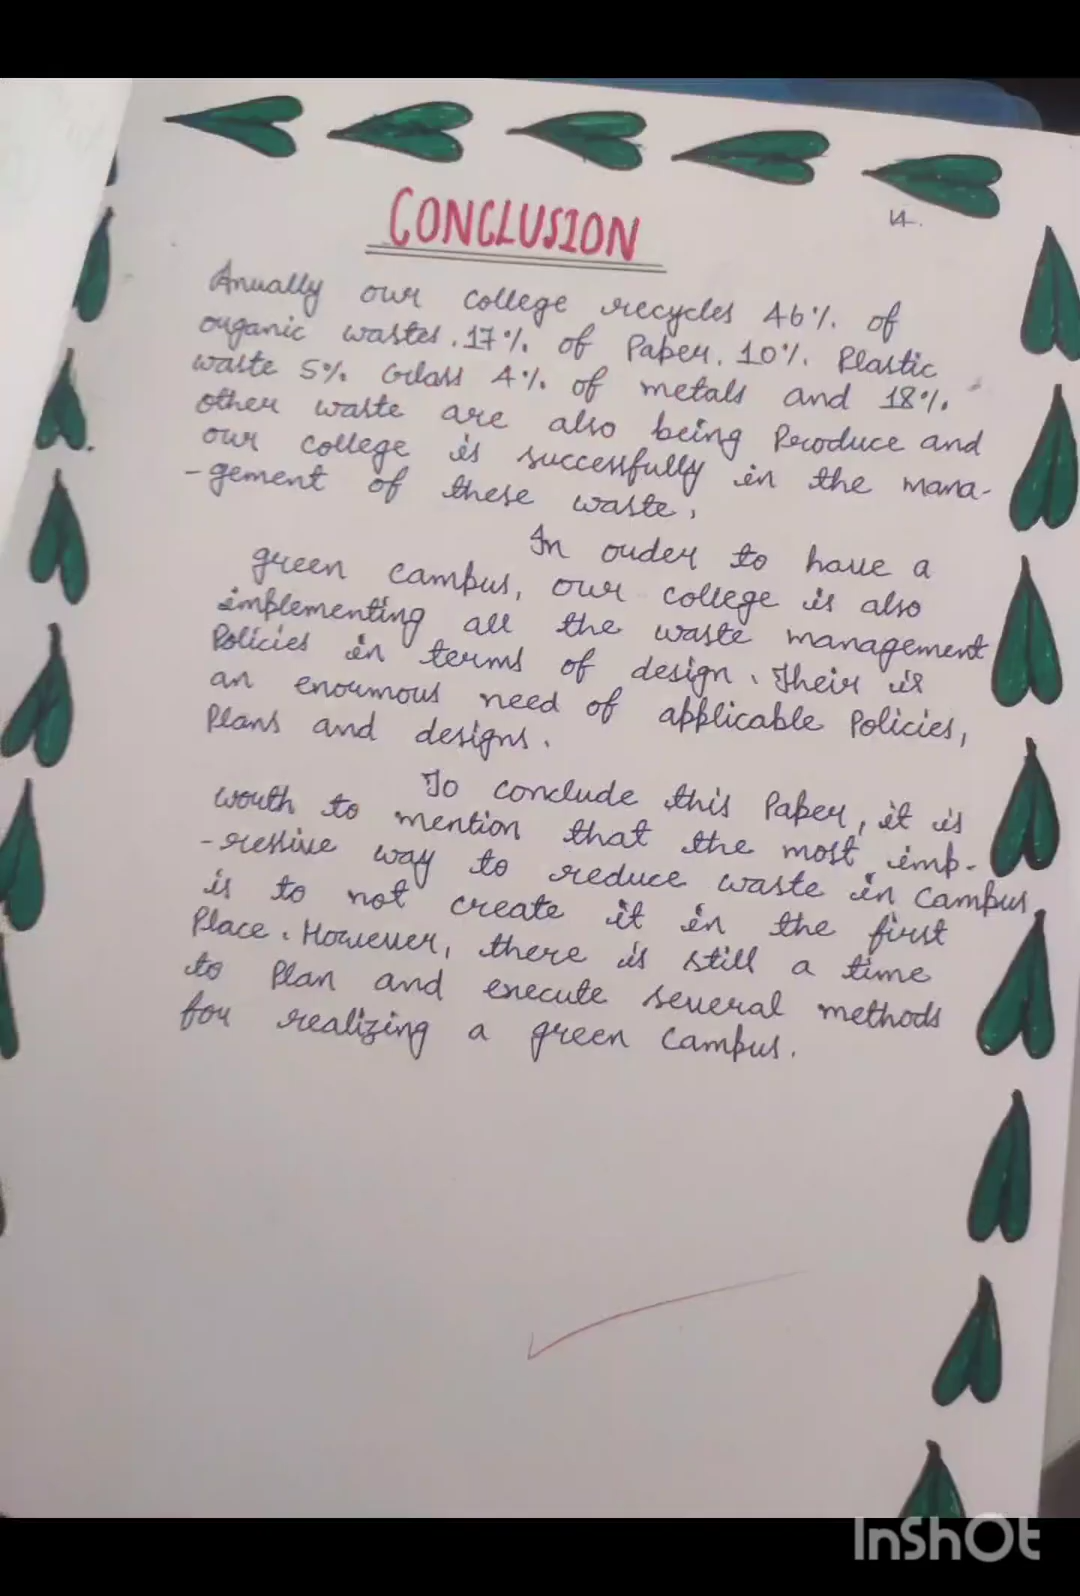 14.
CONCLUSION
Anually our college recycles 46% of
organic wastes. 17% of Paper. 10% Plastic
waste 5% Glass 4% of metals and 18%
other waste are also being Produce and
our college is successfully in the mana-
-gement of these waste.
In order to have a
green campus, our college is also
implementing all the waste management
Policies in terms of design. Their is
an enormous need of applicable Policies,
Plans and designs.
To conclude this Paper, it is
worth to mention that the most imp-
-ressive way to reduce waste in campus
is to not create it in the first
Place. However, there is still a time
to Plan and execute several methods
for realizing a green campus.
InShOt